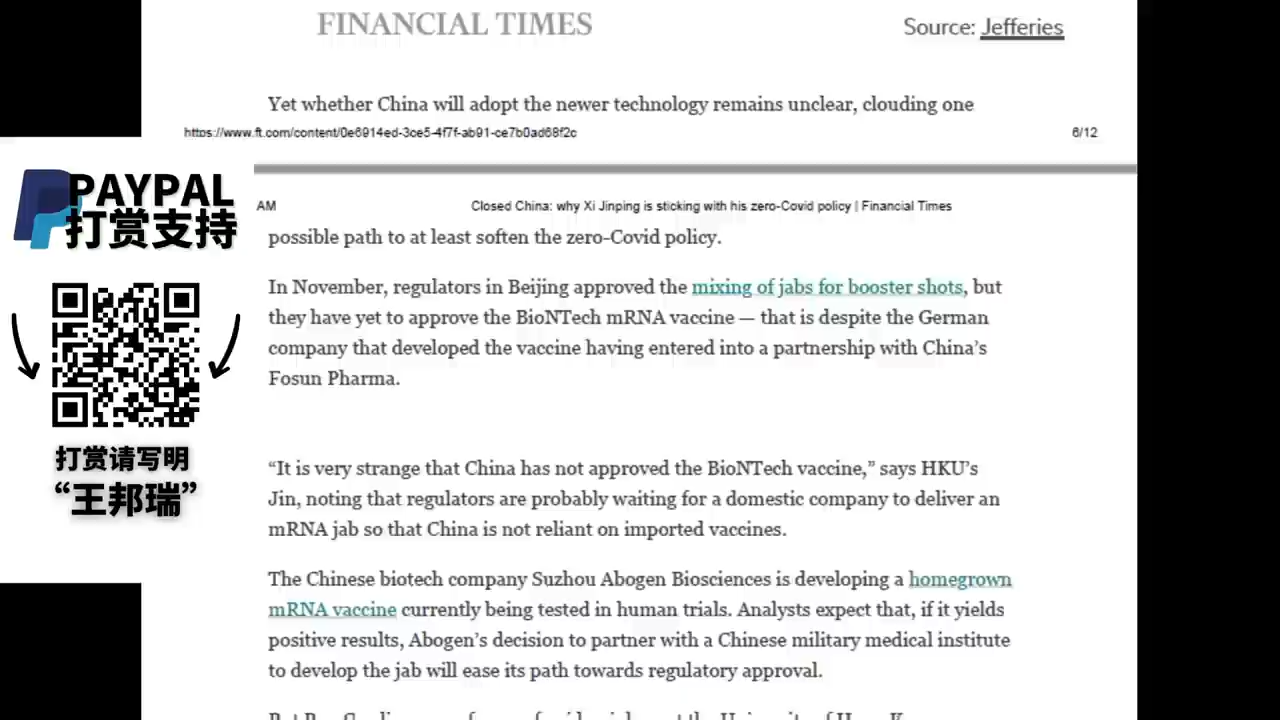 FINANCIAL TIMES
Source: Jefferies
Yet whether China will adopt the newer technology remains unclear, clouding one
https://www.ft.com/content/0e6914ed-3ce5-4f7f-ab91-ce7b0ad68f2c
6/12
PAYPAL
打赏支持
打赏请写明
“王邦瑞”
AM
Closed China: why Xi Jinping is sticking with his zero-Covid policy | Financial Times
possible path to at least soften the zero-Covid policy.
In November, regulators in Beijing approved the mixing of jabs for booster shots, but
they have yet to approve the BioNTech mRNA vaccine — that is despite the German
company that developed the vaccine having entered into a partnership with China’s
Fosun Pharma.
“It is very strange that China has not approved the BioNTech vaccine,” says HKU’s
Jin, noting that regulators are probably waiting for a domestic company to deliver an
mRNA jab so that China is not reliant on imported vaccines.
The Chinese biotech company Suzhou Abogen Biosciences is developing a homegrown
mRNA vaccine currently being tested in human trials. Analysts expect that, if it yields
positive results, Abogen’s decision to partner with a Chinese military medical institute
to develop the jab will ease its path towards regulatory approval.